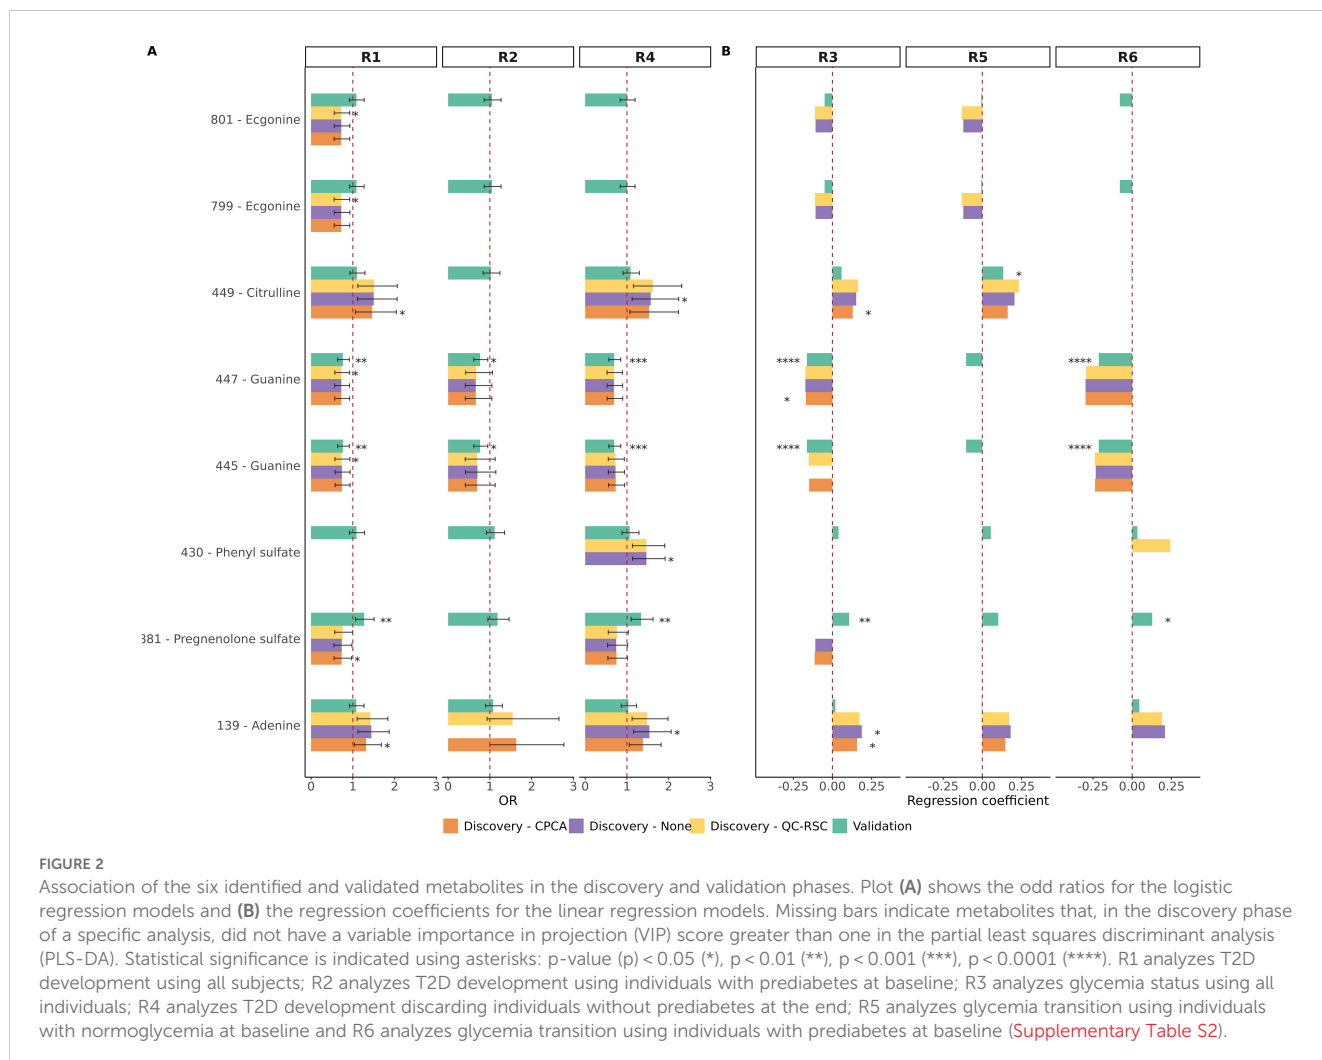 A
B
R1
R2
R4
R3
R5
R6
801 - Ecgonine
*
799 - Ecgonine
*
449 - Citrulline
*
*
*
*
447 - Guanine
**
*
*
***
****
*
****
445 - Guanine
**
*
*
***
****
****
430 - Phenyl sulfate
*
381 - Pregnenolone sulfate
**
*
**
**
*
139 - Adenine
*
*
*
*
0 1 2 3 0 1 2 3 0 1 2 3
-0.25 0.00 0.25 -0.25 0.00 0.25 -0.25 0.00 0.25
OR
Regression coefficient
Discovery - CPCA Discovery - None Discovery - QC-RSC Validation
FIGURE 2
Association of the six identified and validated metabolites in the discovery and validation phases. Plot (A) shows the odd ratios for the logistic
regression models and (B) the regression coefficients for the linear regression models. Missing bars indicate metabolites that, in the discovery phase
of a specific analysis, did not have a variable importance in projection (VIP) score greater than one in the partial least squares discriminant analysis
(PLS-DA). Statistical significance is indicated using asterisks: p-value (p) < 0.05 (*), p < 0.01 (**), p < 0.001 (***), p < 0.0001 (****). R1 analyzes T2D
development using all subjects; R2 analyzes T2D development using individuals with prediabetes at baseline; R3 analyzes glycemia status using all
individuals; R4 analyzes T2D development discarding individuals without prediabetes at the end; R5 analyzes glycemia transition using individuals
with normoglycemia at baseline and R6 analyzes glycemia transition using individuals with prediabetes at baseline (Supplementary Table S2).